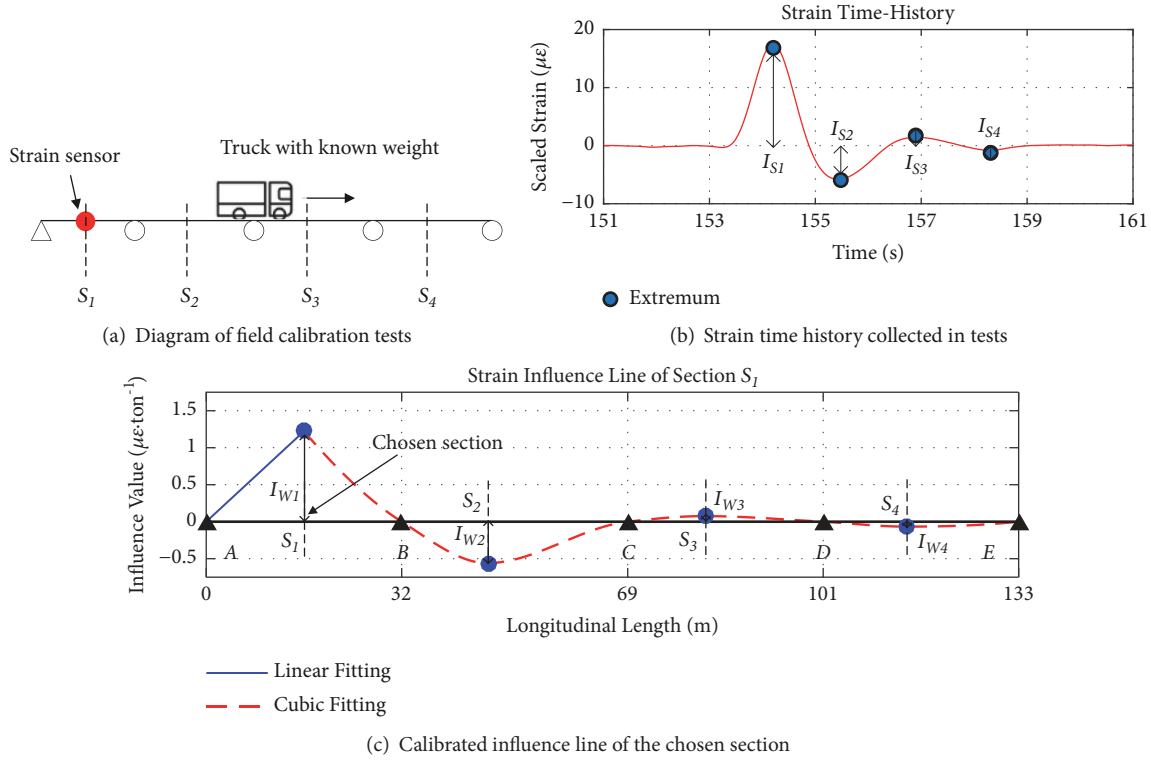 Strain sensor
Truck with known weight
S1
S2
S3
S4
(a) Diagram of field calibration tests
Strain Time-History
Scaled Strain (με)
20
10
0
−10
IS1
IS2
IS3
IS4
151
153
155
157
159
161
Time (s)
Extremum
(b) Strain time history collected in tests
Strain Influence Line of Section S1
Influence Value (με·ton-1)
1.5
1
0.5
0
−0.5
Chosen section
IW1
S1
S2
IW2
IW3
S3
S4
IW4
A
B
C
D
E
0
32
69
101
133
Longitudinal Length (m)
Linear Fitting
Cubic Fitting
(c) Calibrated influence line of the chosen section